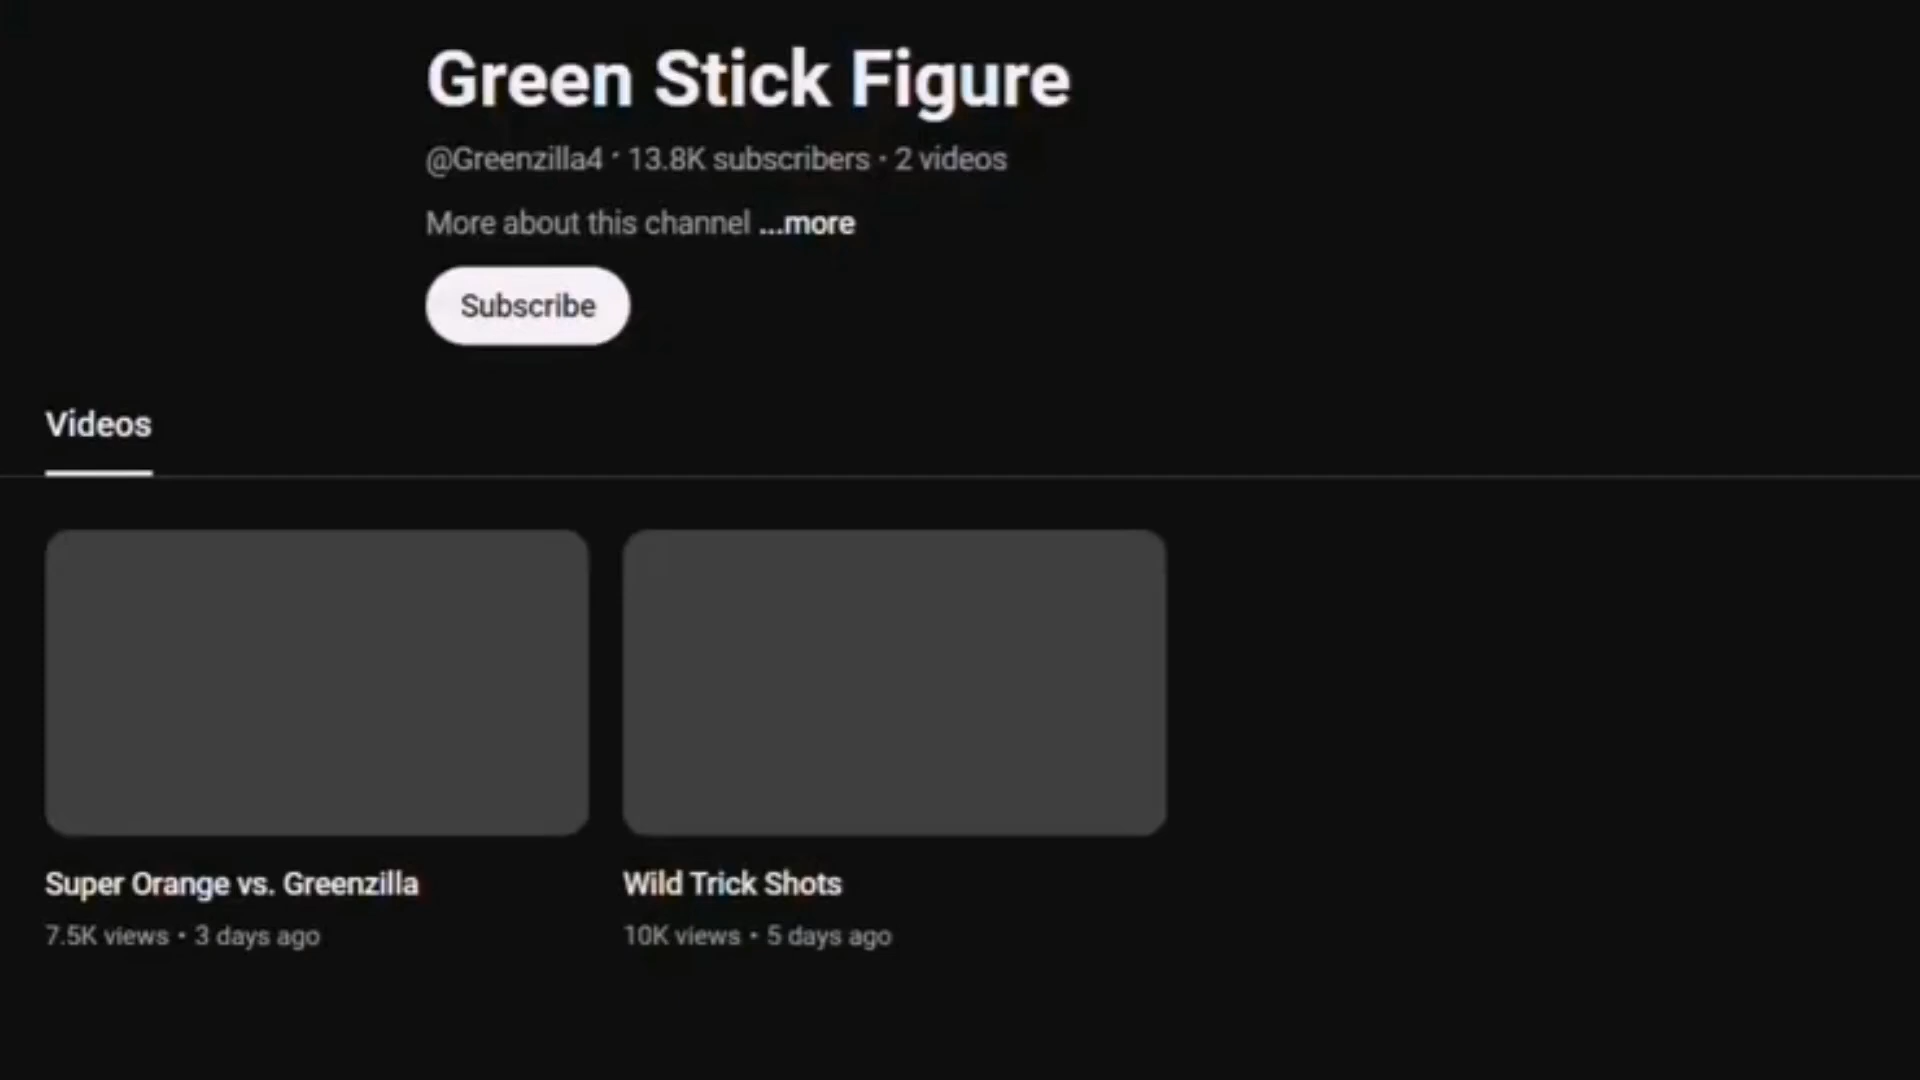 Green Stick Figure
@Greenzilla4 · 13.8K subscribers · 2 videos
More about this channel ...more
Subscribe
Videos
Super Orange vs. Greenzilla
7.5K views · 3 days ago
Wild Trick Shots
10K views · 5 days ago